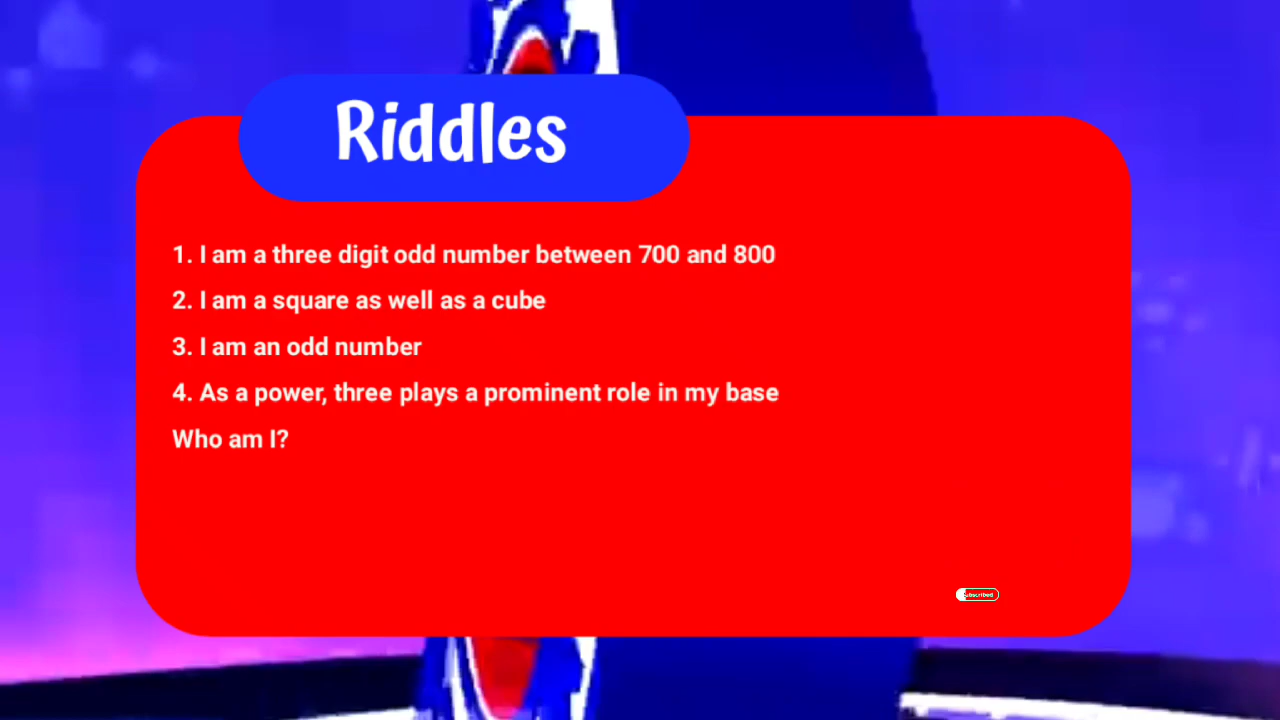 Riddles
1. I am a three digit odd number between 700 and 800
2. I am a square as well as a cube
3. I am an odd number
4. As a power, three plays a prominent role in my base
Who am I?